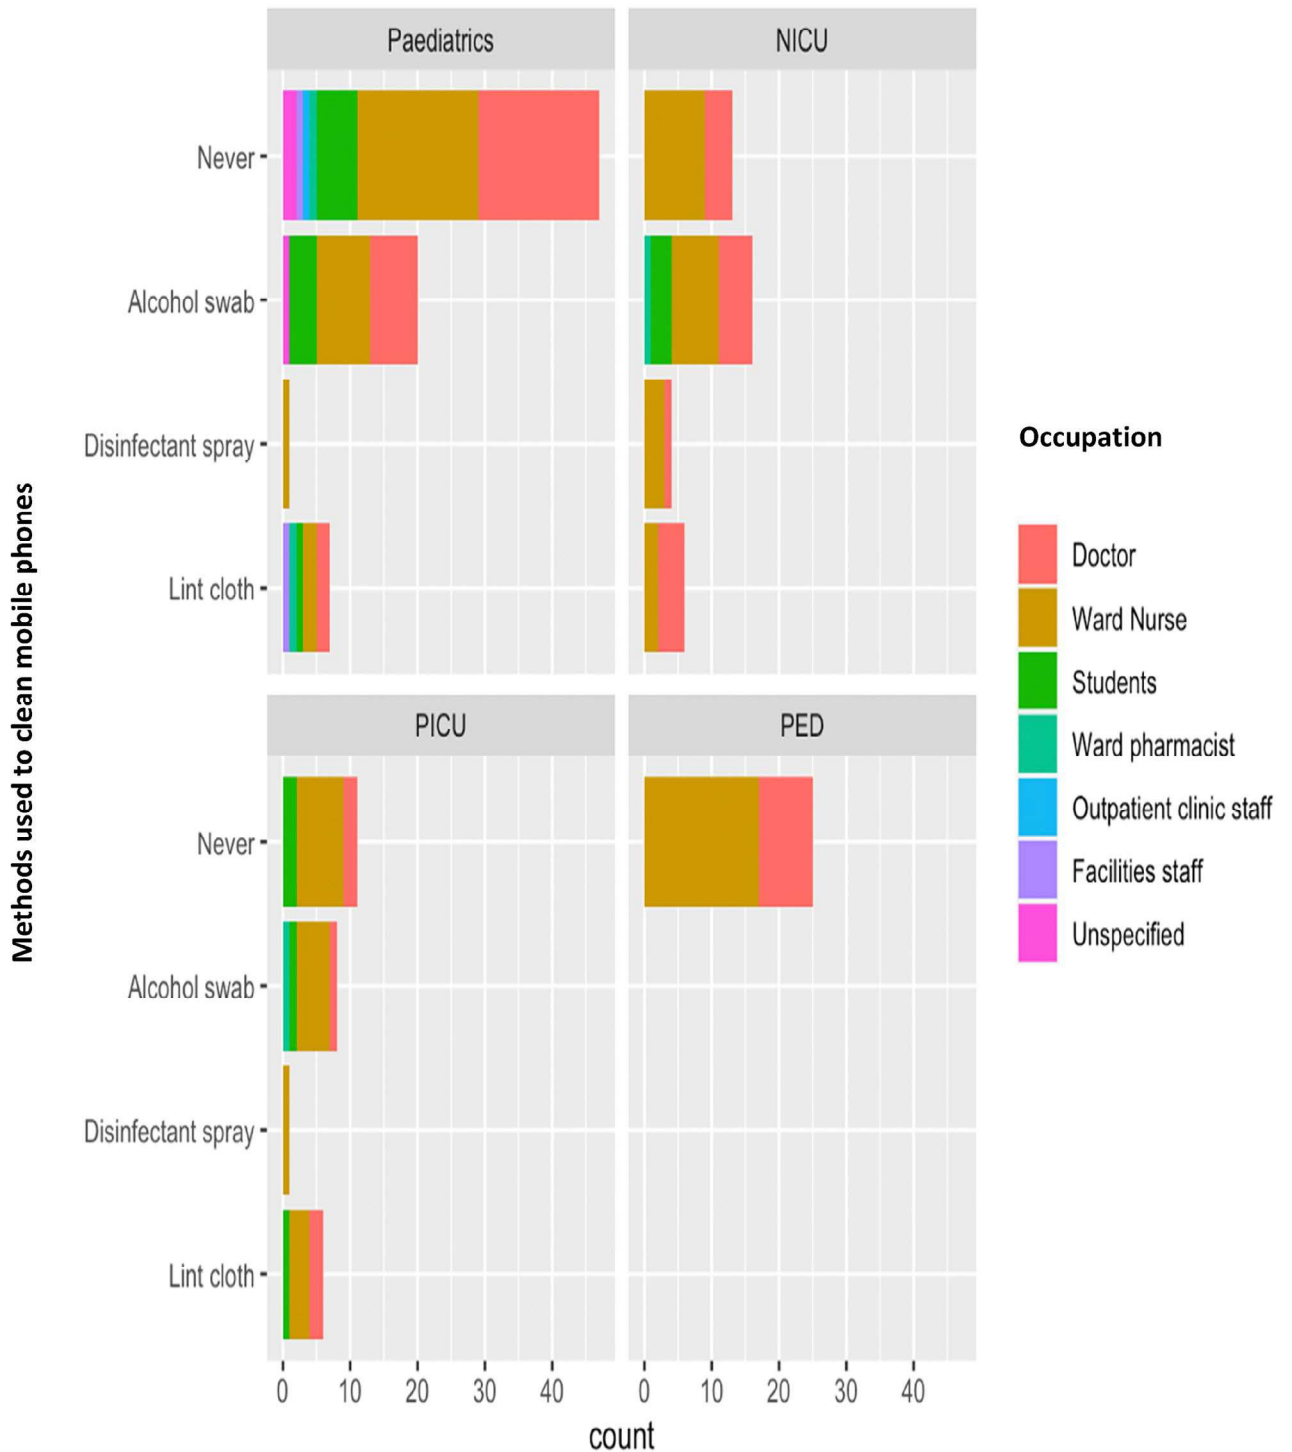 Paediatrics
NICU
Never
Alcohol swab
Disinfectant spray
Lint cloth
PICU
PED
Never
Alcohol swab
Disinfectant spray
Lint cloth
0 10 20 30 40
0 10 20 30 40
count
Methods used to clean mobile phones
Occupation
Doctor
Ward Nurse
Students
Ward pharmacist
Outpatient clinic staff
Facilities staff
Unspecified